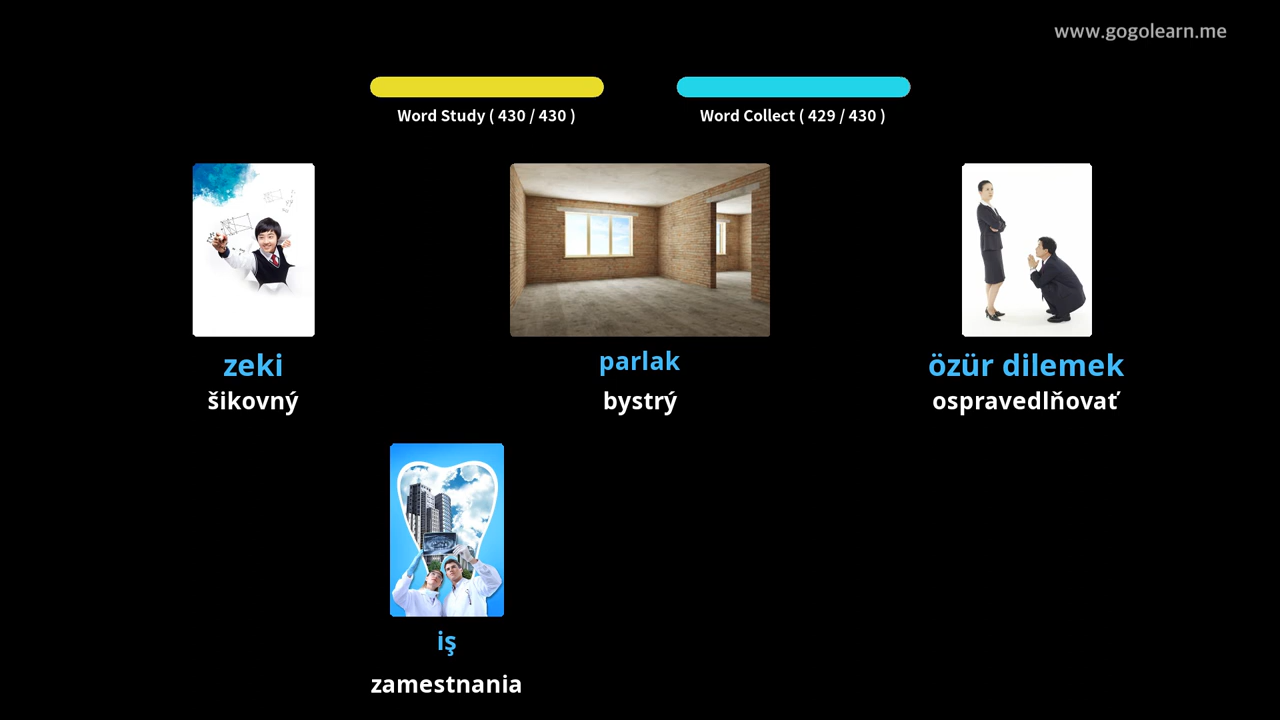 www.gogolearn.me
Word Study ( 430 / 430 )
Word Collect ( 429 / 430 )
zeki
šikovný
parlak
bystrý
özür dilemek
ospravedlňovať
iş
zamestnania